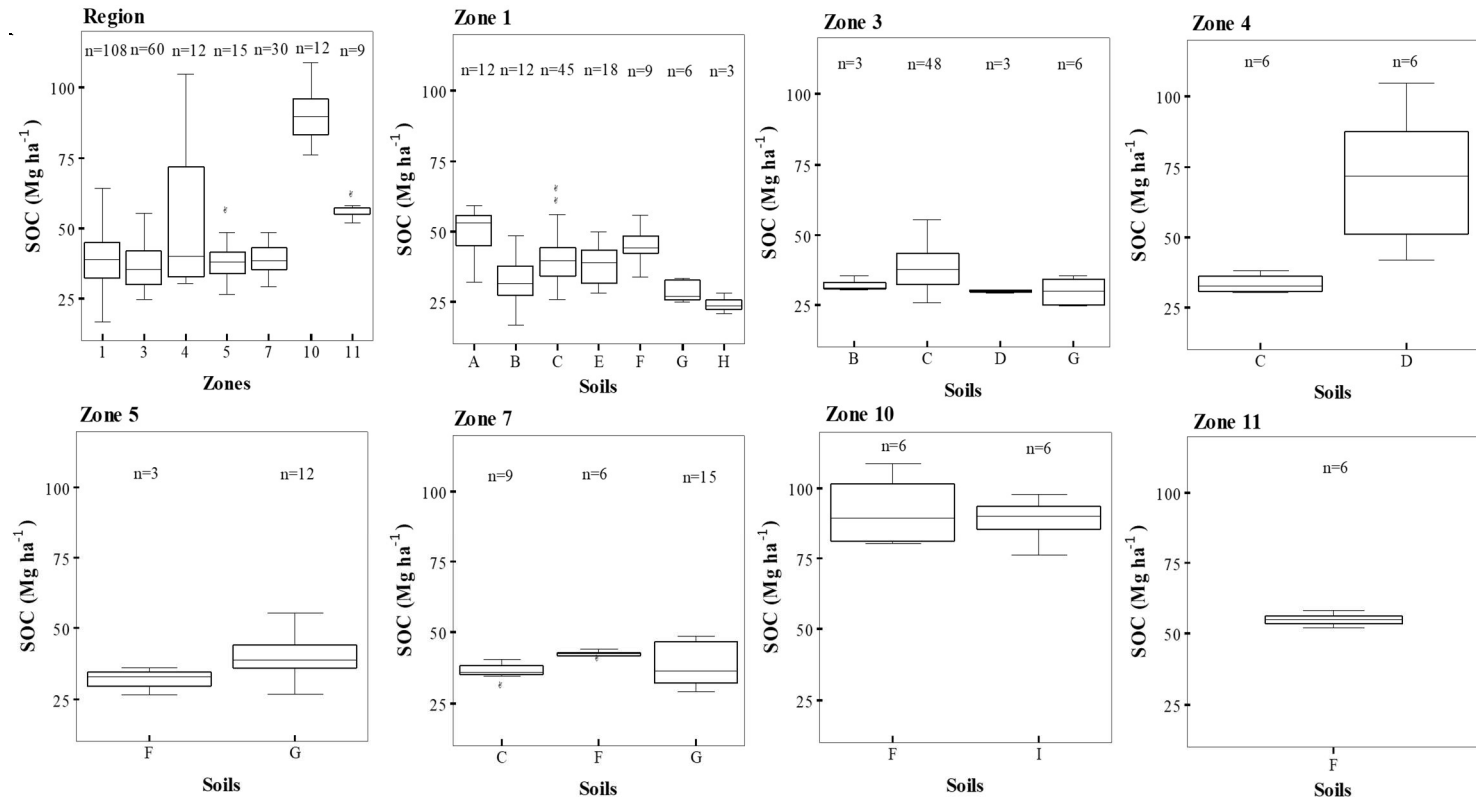 Region
n=108 n=60 n=12 n=15 n=30 n=12 n=9
SOC (Mg ha⁻¹)
100
75
50
25
1 3 4 5 7 10 11
Zones
Zone 1
n=12 n=12 n=45 n=18 n=9 n=6 n=3
SOC (Mg ha⁻¹)
100
75
50
25
A B C E F G H
Soils
Zone 3
n=3 n=48 n=3 n=6
SOC (Mg ha⁻¹)
100
75
50
25
B C D G
Soils
Zone 4
n=6 n=6
SOC (Mg ha⁻¹)
100
75
50
25
C D
Soils
Zone 5
n=3 n=12
SOC (Mg ha⁻¹)
100
75
50
25
F G
Soils
Zone 7
n=9 n=6 n=15
SOC (Mg ha⁻¹)
100
75
50
25
C F G
Soils
Zone 10
n=6 n=6
SOC (Mg ha⁻¹)
100
75
50
25
F I
Soils
Zone 11
n=6
SOC (Mg ha⁻¹)
100
75
50
25
F
Soils